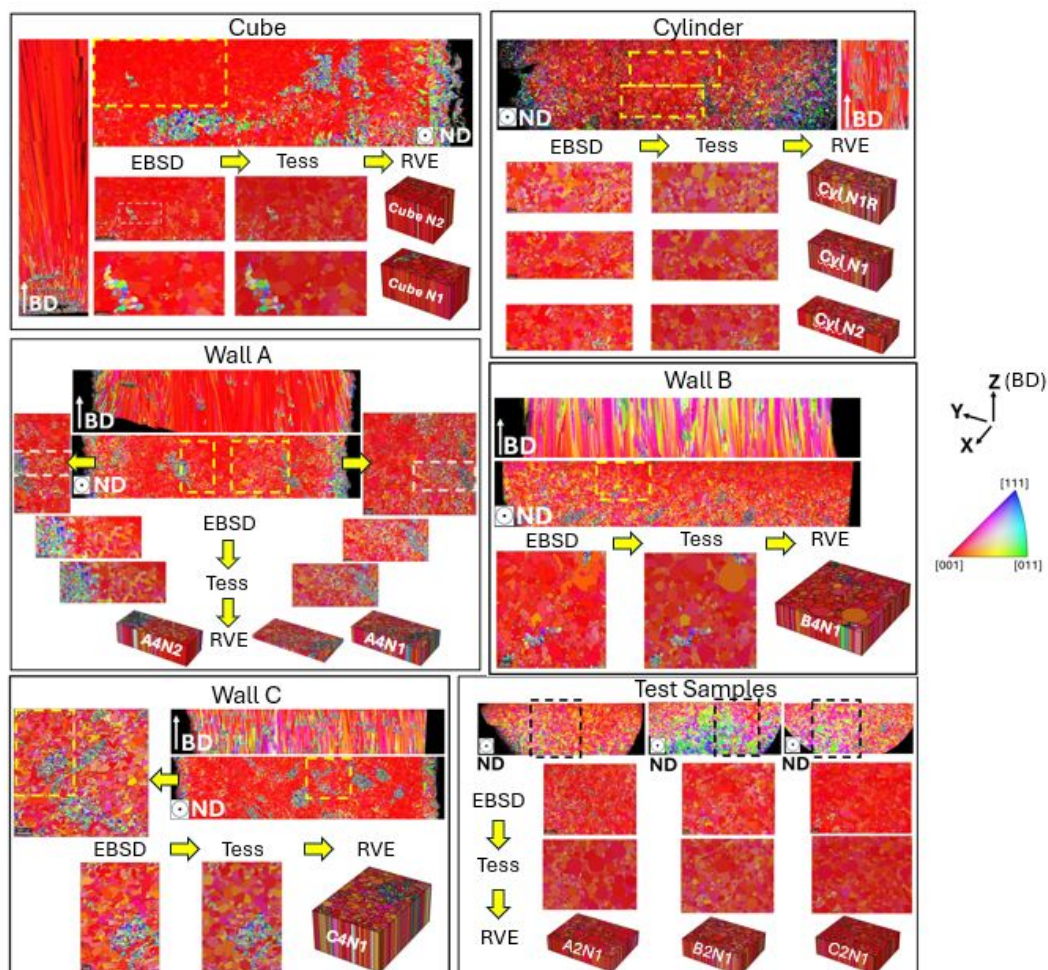 Cube
ND
BD
EBSD Tess RVE
Cube N2
Cube N1
Cylinder
ND
BD
EBSD Tess RVE
Cyl N1R
Cyl N1
Cyl N2
Wall A
BD
ND
EBSD
Tess
RVE
A4N2
A4N1
Wall B
BD
ND
EBSD Tess RVE
B4N1
Z (BD)
Y
X
[111]
[001] [011]
Wall C
BD
ND
EBSD Tess RVE
C4N1
Test Samples
ND ND ND
EBSD
Tess
RVE
A2N1 B2N1 C2N1